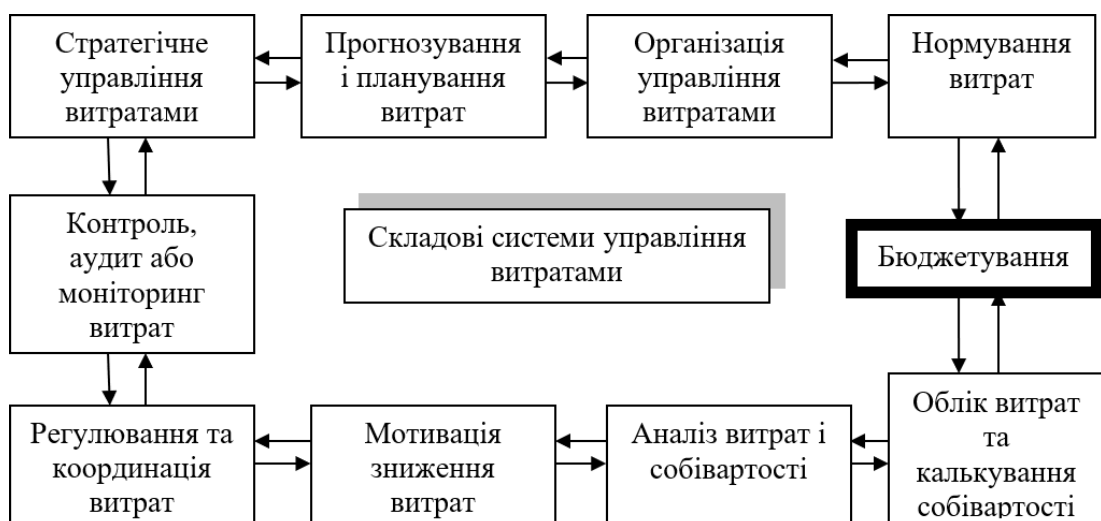 Стратегічне
управління
витратами
Прогнозування
і планування
витрат
Організація
управління
витратами
Нормування
витрат
Контроль,
аудит або
моніторинг
витрат
Складові системи управління
витратами
Бюджетування
Регулювання та
координація
витрат
Мотивація
зниження
витрат
Аналіз витрат і
собівартості
Облік витрат
та
калькування
собівартості